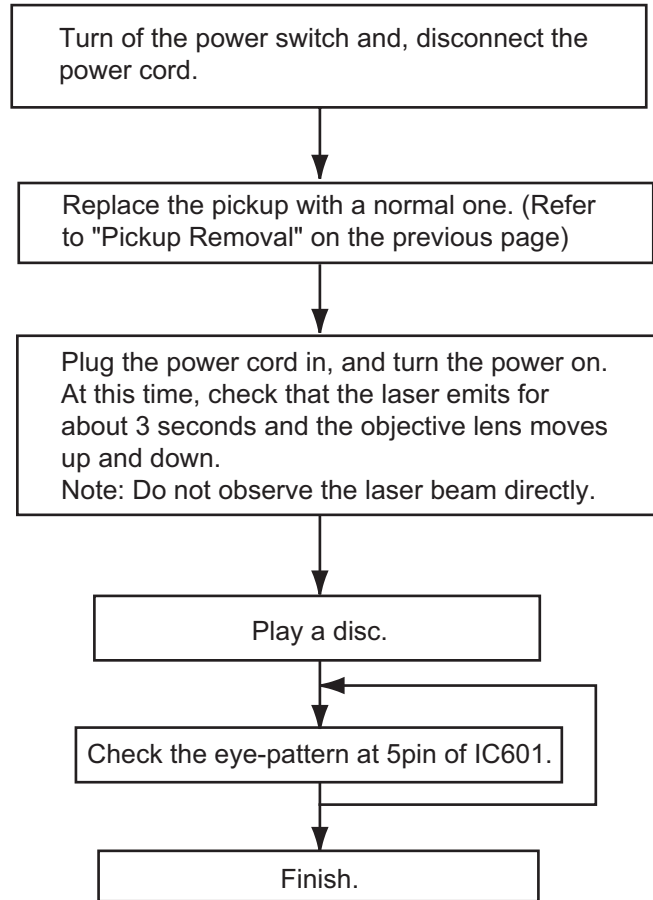 Turn of the power switch and, disconnect the
power cord.
Replace the pickup with a normal one. (Refer
to "Pickup Removal" on the previous page)
Plug the power cord in, and turn the power on.
At this time, check that the laser emits for
about 3 seconds and the objective lens moves
up and down.
Note: Do not observe the laser beam directly.
Play a disc.
Check the eye-pattern at 5pin of IC601.
Finish.